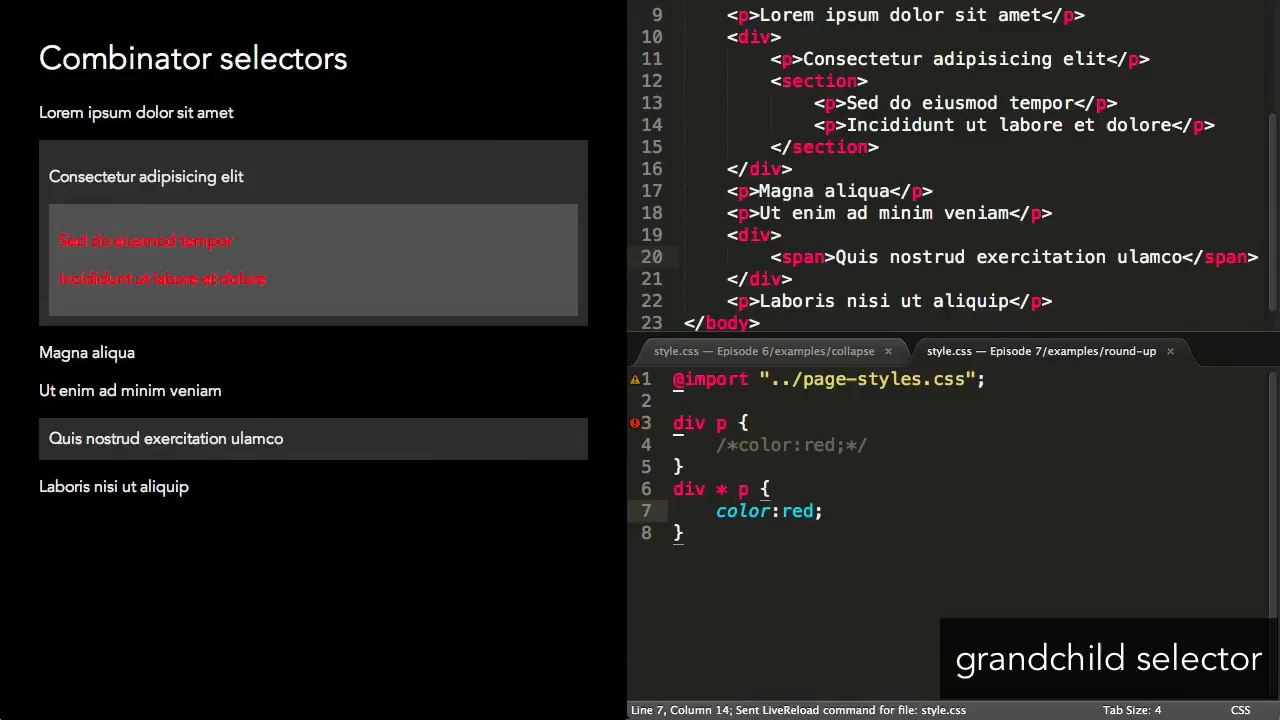 Combinator selectors
Lorem ipsum dolor sit amet
Consectetur adipisicing elit
Sed do eiusmod tempor
Incididunt ut labore et dolore
Magna aliqua
Ut enim ad minim veniam
Quis nostrud exercitation ulamco
Laboris nisi ut aliquip
9 <p>Lorem ipsum dolor sit amet</p>
10 <div>
11 <p>Consectetur adipisicing elit</p>
12 <section>
13 <p>Sed do eiusmod tempor</p>
14 <p>Incididunt ut labore et dolore</p>
15 </section>
16 </div>
17 <p>Magna aliqua</p>
18 <p>Ut enim ad minim veniam</p>
19 <div>
20 <span>Quis nostrud exercitation ulamco</span>
21 </div>
22 <p>Laboris nisi ut aliquip</p>
23 </body>
style.css — Episode 6/examples/collapse × style.css — Episode 7/examples/round-up ×
1 @import "../page-styles.css";
2
3 div p {
4 /*color:red;*/
5 }
6 div * p {
7 color:red;
8 }
grandchild selector
Line 7, Column 14; Sent LiveReload command for file: style.css Tab Size: 4 CSS